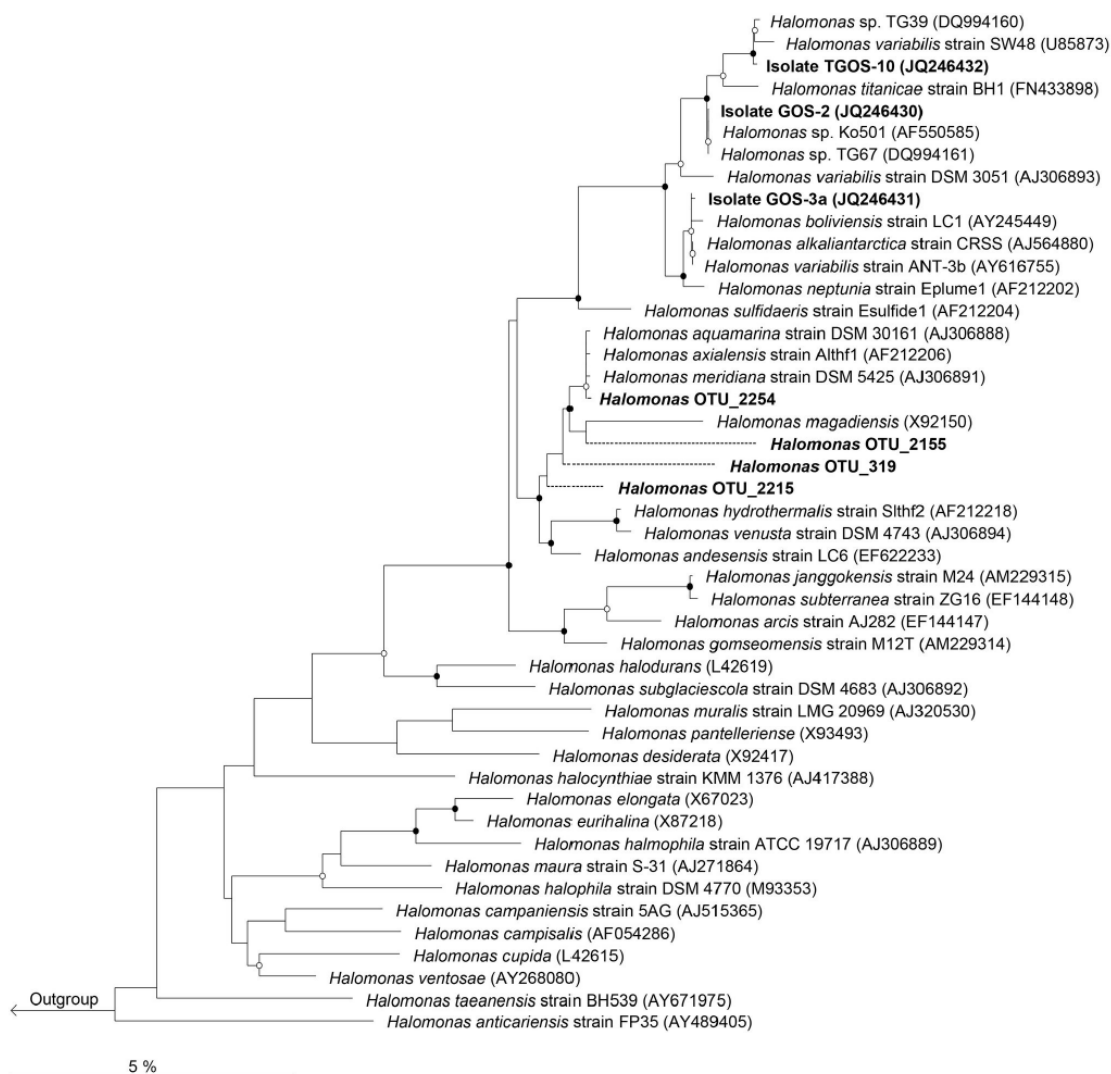 Halomonas sp. TG39 (DQ994160)
Halomonas variabilis strain SW48 (U85873)
Isolate TGOS-10 (JQ246432)
Halomonas titanicae strain BH1 (FN433898)
Isolate GOS-2 (JQ246430)
Halomonas sp. Ko501 (AF550585)
Halomonas sp. TG67 (DQ994161)
Halomonas variabilis strain DSM 3051 (AJ306893)
Isolate GOS-3a (JQ246431)
Halomonas boliviensis strain LC1 (AY245449)
Halomonas alkaliantarctica strain CRSS (AJ564880)
Halomonas variabilis strain ANT-3b (AY616755)
Halomonas neptunia strain Eplume1 (AF212202)
Halomonas sulfidaeris strain Esulfide1 (AF212204)
Halomonas aquamarina strain DSM 30161 (AJ306888)
Halomonas axialensis strain Althf1 (AF212206)
Halomonas meridiana strain DSM 5425 (AJ306891)
Halomonas OTU_2254
Halomonas magadiensis (X92150)
Halomonas OTU_2155
Halomonas OTU_319
Halomonas OTU_2215
Halomonas hydrothermalis strain Slthf2 (AF212218)
Halomonas venusta strain DSM 4743 (AJ306894)
Halomonas andesensis strain LC6 (EF622233)
Halomonas janggokensis strain M24 (AM229315)
Halomonas subterranea strain ZG16 (EF144148)
Halomonas arcis strain AJ282 (EF144147)
Halomonas gomseomensis strain M12T (AM229314)
Halomonas halodurans (L42619)
Halomonas subglaciescola strain DSM 4683 (AJ306892)
Halomonas muralis strain LMG 20969 (AJ320530)
Halomonas pantelleriense (X93493)
Halomonas desiderata (X92417)
Halomonas halocynthiae strain KMM 1376 (AJ417388)
Halomonas elongata (X67023)
Halomonas eurihalina (X87218)
Halomonas halmophila strain ATCC 19717 (AJ306889)
Halomonas maura strain S-31 (AJ271864)
Halomonas halophila strain DSM 4770 (M93353)
Halomonas campaniensis strain 5AG (AJ515365)
Halomonas campisalis (AF054286)
Halomonas cupida (L42615)
Halomonas ventosae (AY268080)
Outgroup
Halomonas taeanensis strain BH539 (AY671975)
Halomonas anticariensis strain FP35 (AY489405)
5 %